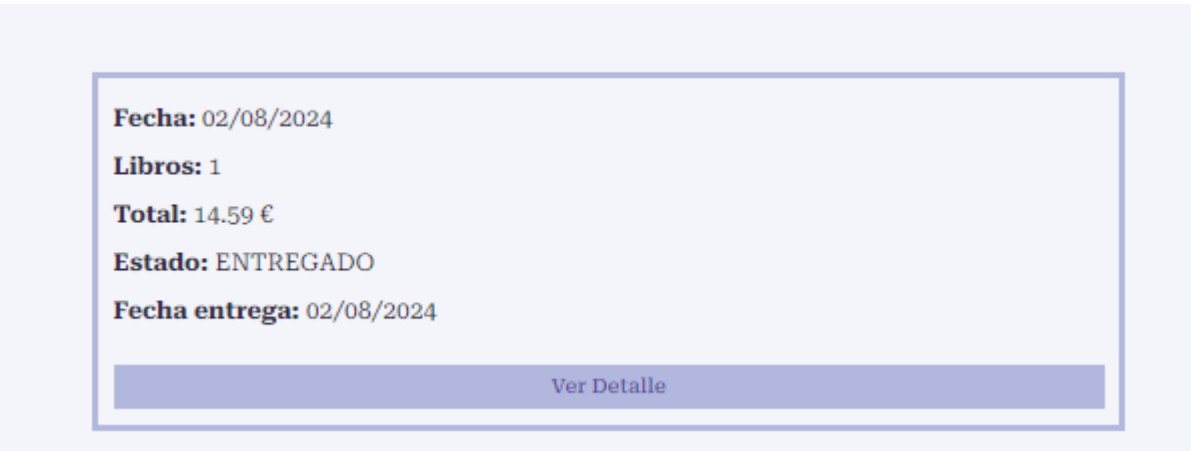 Fecha: 02/08/2024
Libros: 1
Total: 14.59 €
Estado: ENTREGADO
Fecha entrega: 02/08/2024
Ver Detalle